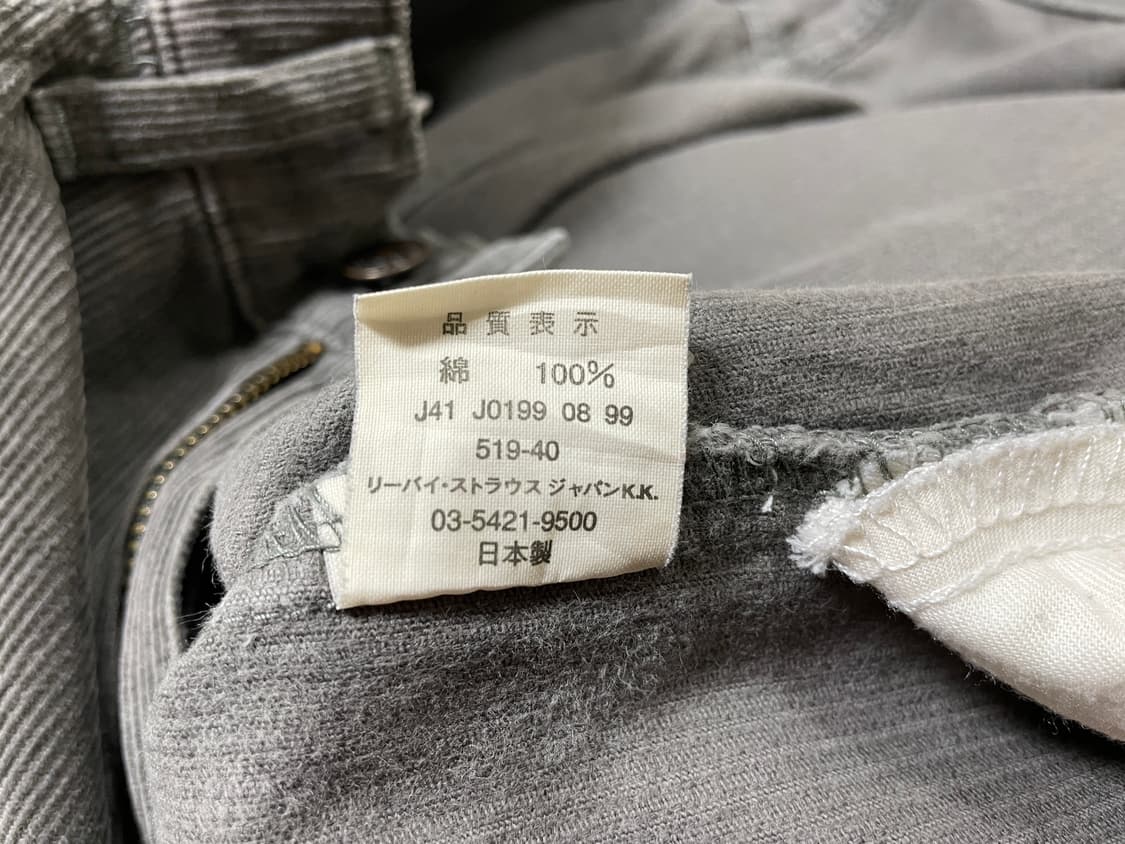 品質表示
綿 100%
J41 J0199 08 99
519-40
リーバイ・ストラウス ジャパンK.K.
03-5421-9500
日本製